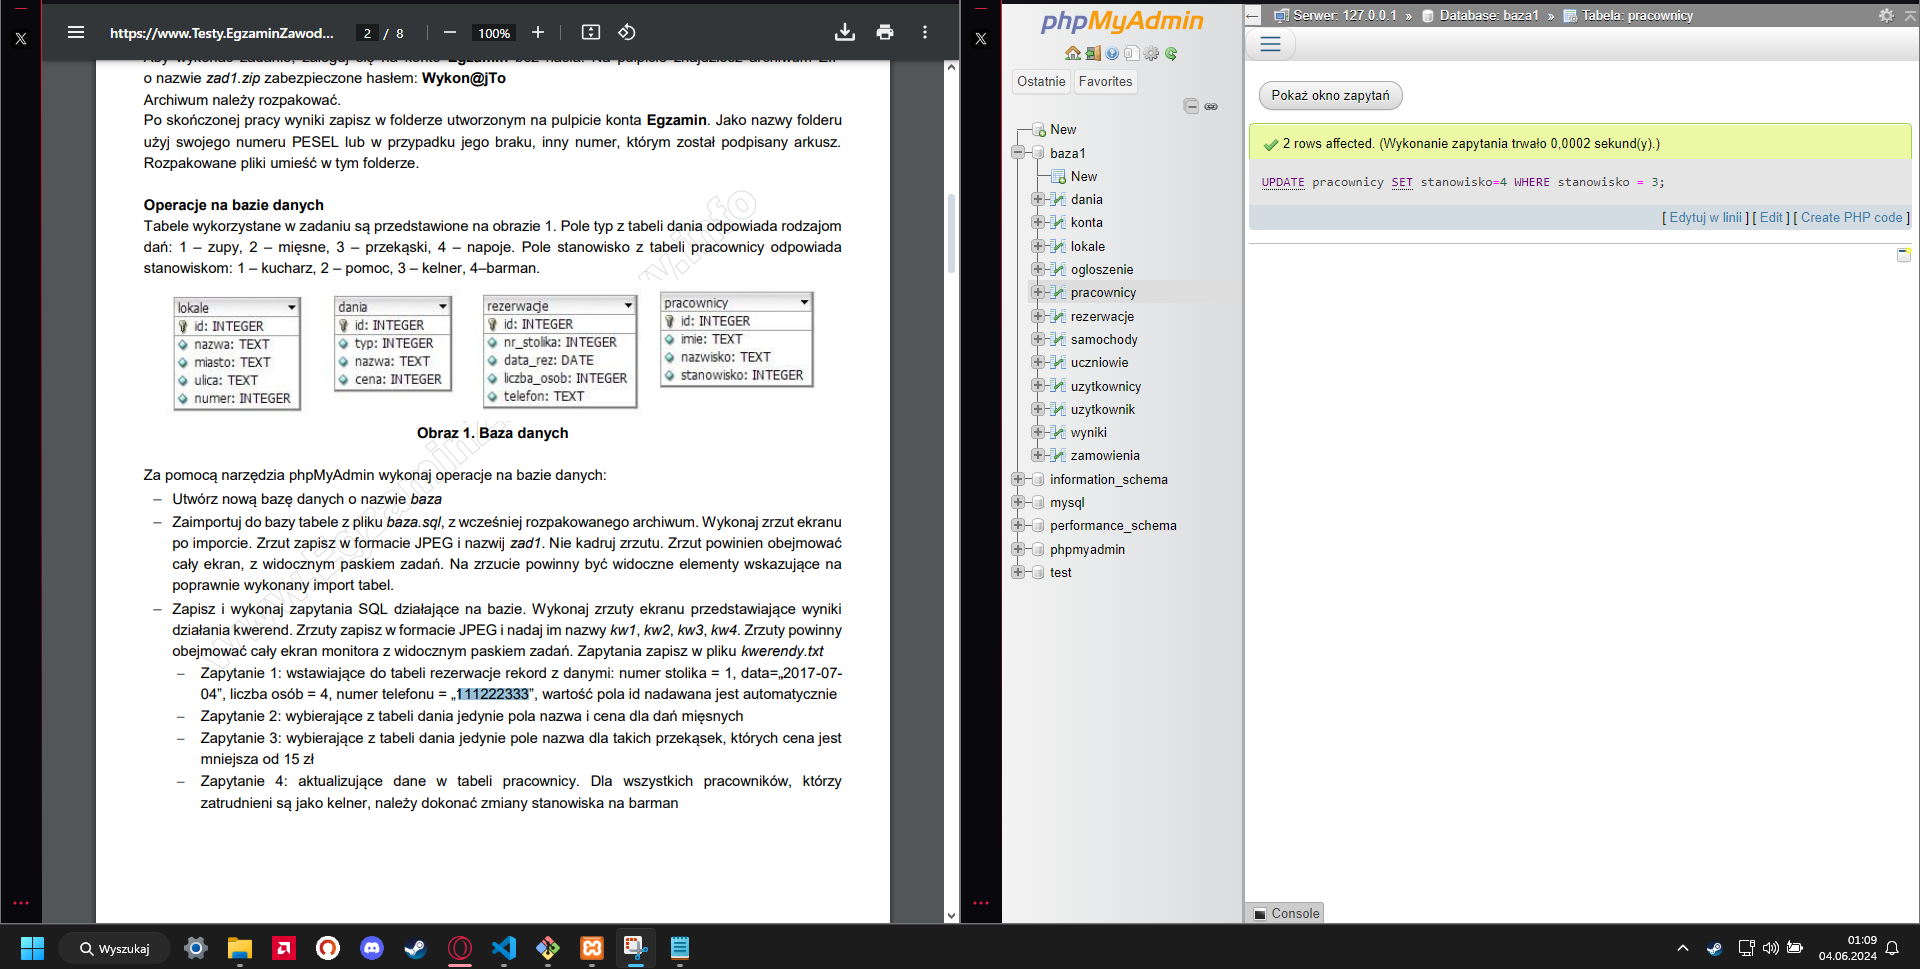 https://www.Testy.EgzaminZawod...
2 / 8
100%
Aby wykonać zadanie, zaloguj się na konto Egzamin bez hasła. Na pulpicie znajdziesz archiwum ZIP
o nazwie zad1.zip zabezpieczone hasłem: Wykon@jTo
Archiwum należy rozpakować.
Po skończonej pracy wyniki zapisz w folderze utworzonym na pulpicie konta Egzamin. Jako nazwy folderu
użyj swojego numeru PESEL lub w przypadku jego braku, inny numer, którym został podpisany arkusz.
Rozpakowane pliki umieść w tym folderze.
Operacje na bazie danych
Tabele wykorzystane w zadaniu są przedstawione na obrazie 1. Pole typ z tabeli dania odpowiada rodzajom
dań: 1 – zupy, 2 – mięsne, 3 – przekąski, 4 – napoje. Pole stanowisko z tabeli pracownicy odpowiada
stanowiskom: 1 – kucharz, 2 – pomoc, 3 – kelner, 4–barman.
lokale
id: INTEGER
nazwa: TEXT
miasto: TEXT
ulica: TEXT
numer: INTEGER
dania
id: INTEGER
typ: INTEGER
nazwa: TEXT
cena: INTEGER
rezerwacje
id: INTEGER
nr_stolika: INTEGER
data_rez: DATE
liczba_osob: INTEGER
telefon: TEXT
pracownicy
id: INTEGER
imie: TEXT
nazwisko: TEXT
stanowisko: INTEGER
Obraz 1. Baza danych
Za pomocą narzędzia phpMyAdmin wykonaj operacje na bazie danych:
– Utwórz nową bazę danych o nazwie baza
– Zaimportuj do bazy tabele z pliku baza.sql, z wcześniej rozpakowanego archiwum. Wykonaj zrzut ekranu
po imporcie. Zrzut zapisz w formacie JPEG i nazwij zad1. Nie kadruj zrzutu. Zrzut powinien obejmować
cały ekran, z widocznym paskiem zadań. Na zrzucie powinny być widoczne elementy wskazujące na
poprawnie wykonany import tabel.
– Zapisz i wykonaj zapytania SQL działające na bazie. Wykonaj zrzuty ekranu przedstawiające wyniki
działania kwerend. Zrzuty zapisz w formacie JPEG i nadaj im nazwy kw1, kw2, kw3, kw4. Zrzuty powinny
obejmować cały ekran monitora z widocznym paskiem zadań. Zapytania zapisz w pliku kwerendy.txt
– Zapytanie 1: wstawiające do tabeli rezerwacje rekord z danymi: numer stolika = 1, data=„2017-07-
04”, liczba osób = 4, numer telefonu = „111222333”, wartość pola id nadawana jest automatycznie
– Zapytanie 2: wybierające z tabeli dania jedynie pola nazwa i cena dla dań mięsnych
– Zapytanie 3: wybierające z tabeli dania jedynie pole nazwa dla takich przekąsek, których cena jest
mniejsza od 15 zł
– Zapytanie 4: aktualizujące dane w tabeli pracownicy. Dla wszystkich pracowników, którzy
zatrudnieni są jako kelner, należy dokonać zmiany stanowiska na barman
phpMyAdmin
Ostatnie Favorites
New
baza1
New
dania
konta
lokale
ogloszenie
pracownicy
rezerwacje
samochody
uczniowie
uzytkownicy
uzytkownik
wyniki
zamowienia
information_schema
mysql
performance_schema
phpmyadmin
test
Serwer: 127.0.0.1 » Database: baza1 » Tabela: pracownicy
Pokaż okno zapytań
2 rows affected. (Wykonanie zapytania trwało 0,0002 sekund(y).)
UPDATE pracownicy SET stanowisko=4 WHERE stanowisko = 3;
[ Edytuj w linii ] [ Edit ] [ Create PHP code ]
Console
Wyszukaj
01:09
04.06.2024